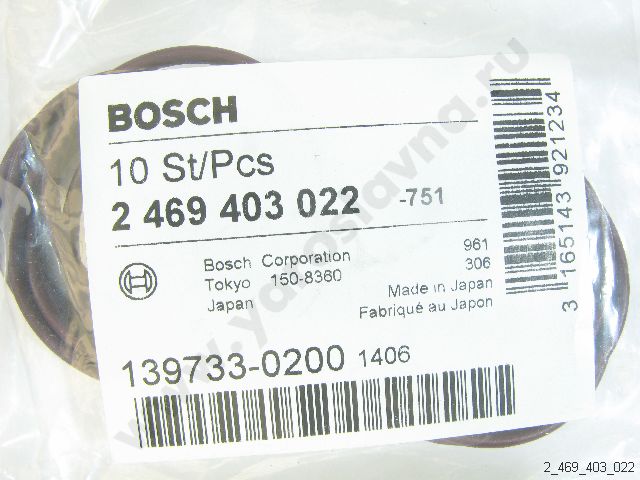 BOSCH
10 St/Pcs
2 469 403 022 -751
Bosch Corporation
Tokyo 150-8360
Japan
961
306
Made in Japan
Fabriqué au Japon
139733-0200 1406
3 165143 921234
www.yaroslavna.ru
2_469_403_022